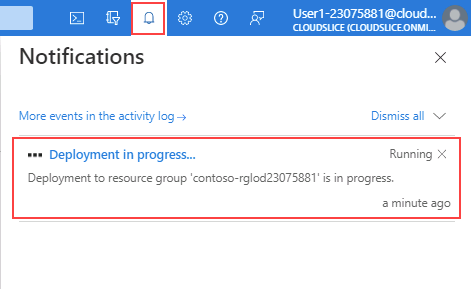 User1-23075881@cloud...
CLOUDSLICE (CLOUDSLICE.ONMI...
Notifications
More events in the activity log→
Dismiss all
Deployment in progress...
Running
Deployment to resource group 'contoso-rglod23075881' is in progress.
a minute ago